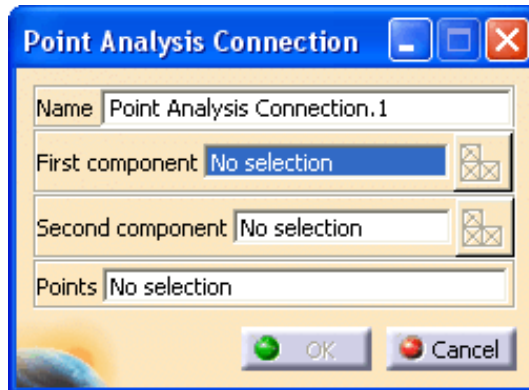 Point Analysis Connection
Name Point Analysis Connection.1
First component No selection
Second component No selection
Points No selection
OK Cancel